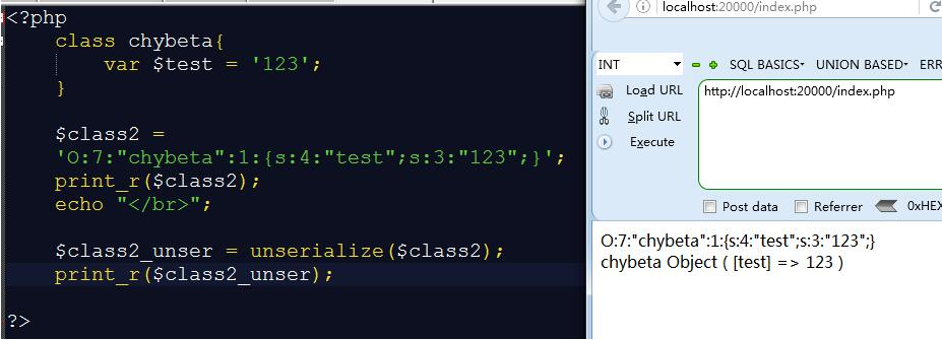 <?php
class chybeta{
var $test = '123';
}
$class2 =
'O:7:"chybeta":1:{s:4:"test";s:3:"123";}';
print_r($class2);
echo "</br>";
$class2_unser = unserialize($class2);
print_r($class2_unser);
?>
localhost:20000/index.php
INT
SQL BASICS
UNION BASED
ERR
Load URL
http://localhost:20000/index.php
Split URL
Execute
Post data
Referrer
0xHEX
O:7:"chybeta":1:{s:4:"test";s:3:"123";}
chybeta Object ( [test] => 123 )